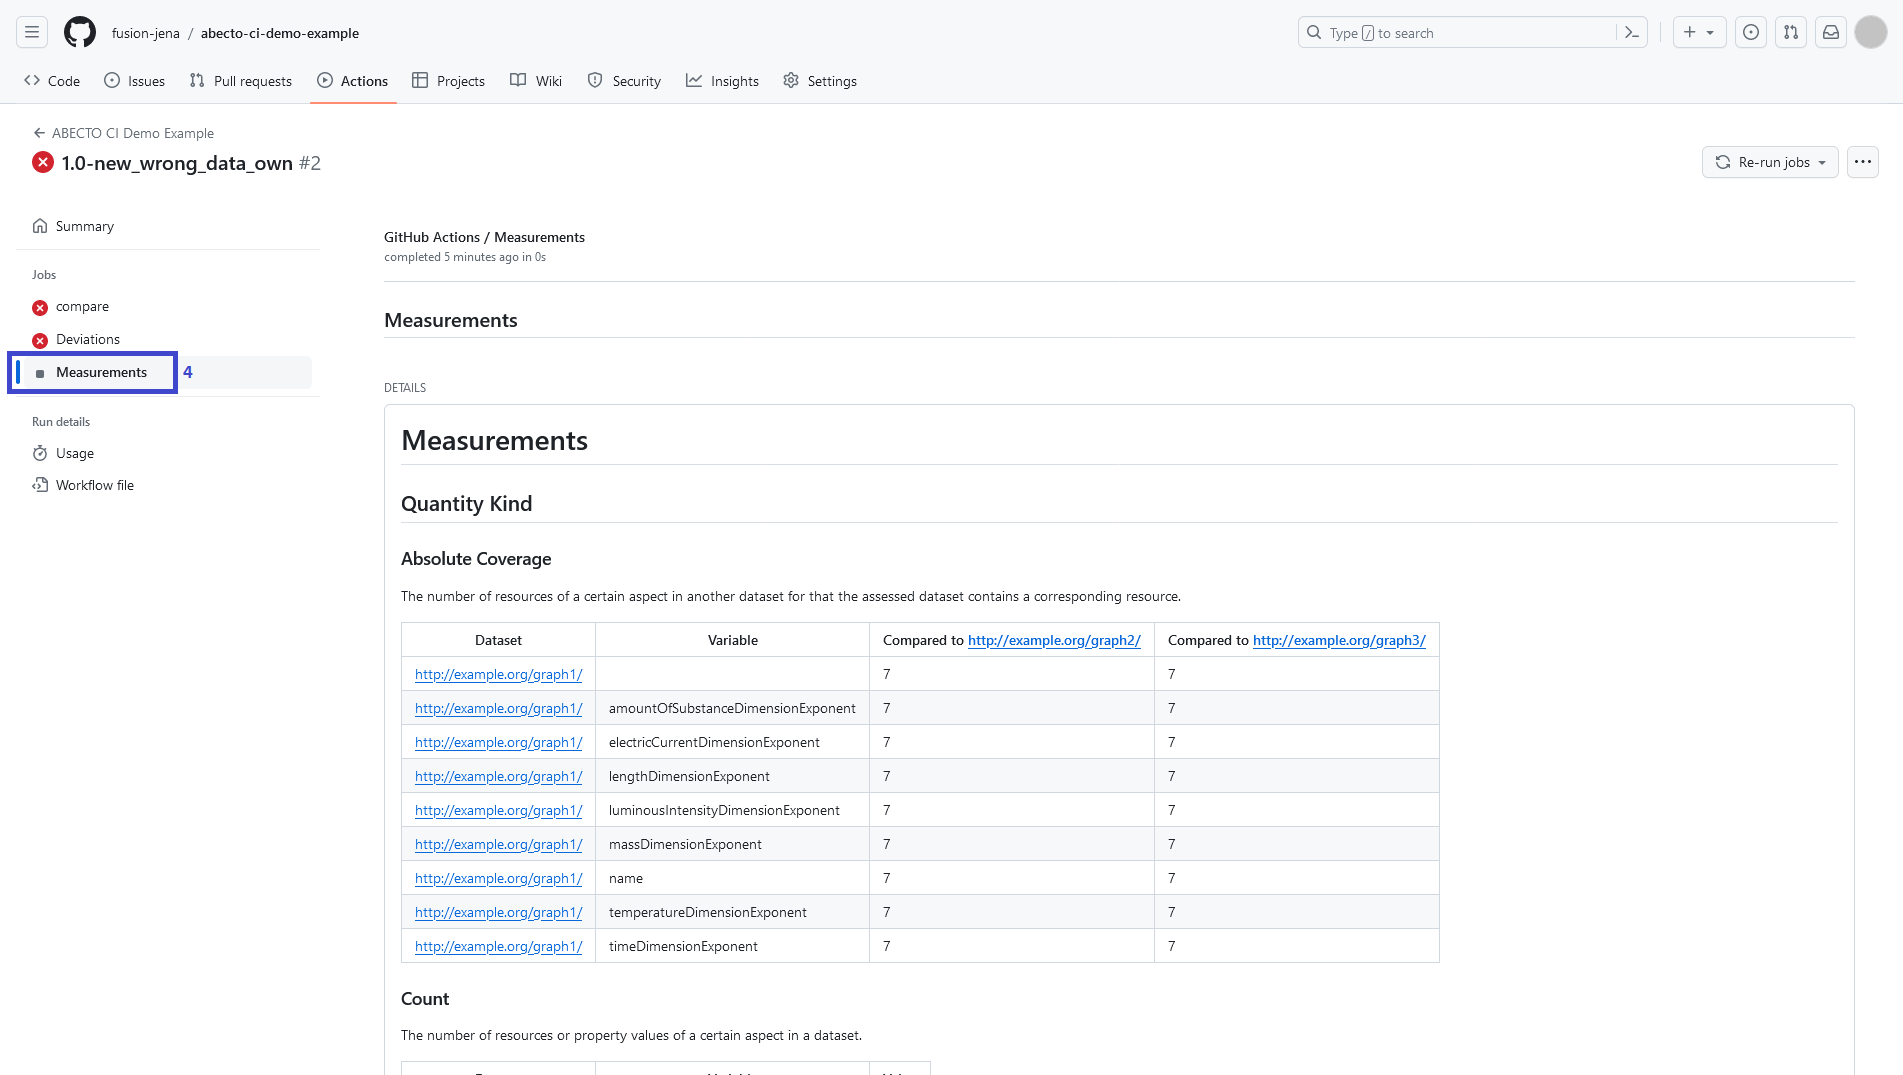 fusion-jena / abecto-ci-demo-example
Type / to search
Code Issues Pull requests Actions Projects Wiki Security Insights Settings
ABECTO CI Demo Example
1.0-new_wrong_data_own #2
Re-run jobs
Summary
Jobs
compare
Deviations
Measurements 4
Run details
Usage
Workflow file
GitHub Actions / Measurements
completed 5 minutes ago in 0s
Measurements
DETAILS
Measurements
Quantity Kind
Absolute Coverage
The number of resources of a certain aspect in another dataset for that the assessed dataset contains a corresponding resource.
Dataset Variable Compared to http://example.org/graph2/ Compared to http://example.org/graph3/
http://example.org/graph1/ 7 7
http://example.org/graph1/ amountOfSubstanceDimensionExponent 7 7
http://example.org/graph1/ electricCurrentDimensionExponent 7 7
http://example.org/graph1/ lengthDimensionExponent 7 7
http://example.org/graph1/ luminousIntensityDimensionExponent 7 7
http://example.org/graph1/ massDimensionExponent 7 7
http://example.org/graph1/ name 7 7
http://example.org/graph1/ temperatureDimensionExponent 7 7
http://example.org/graph1/ timeDimensionExponent 7 7
Count
The number of resources or property values of a certain aspect in a dataset.